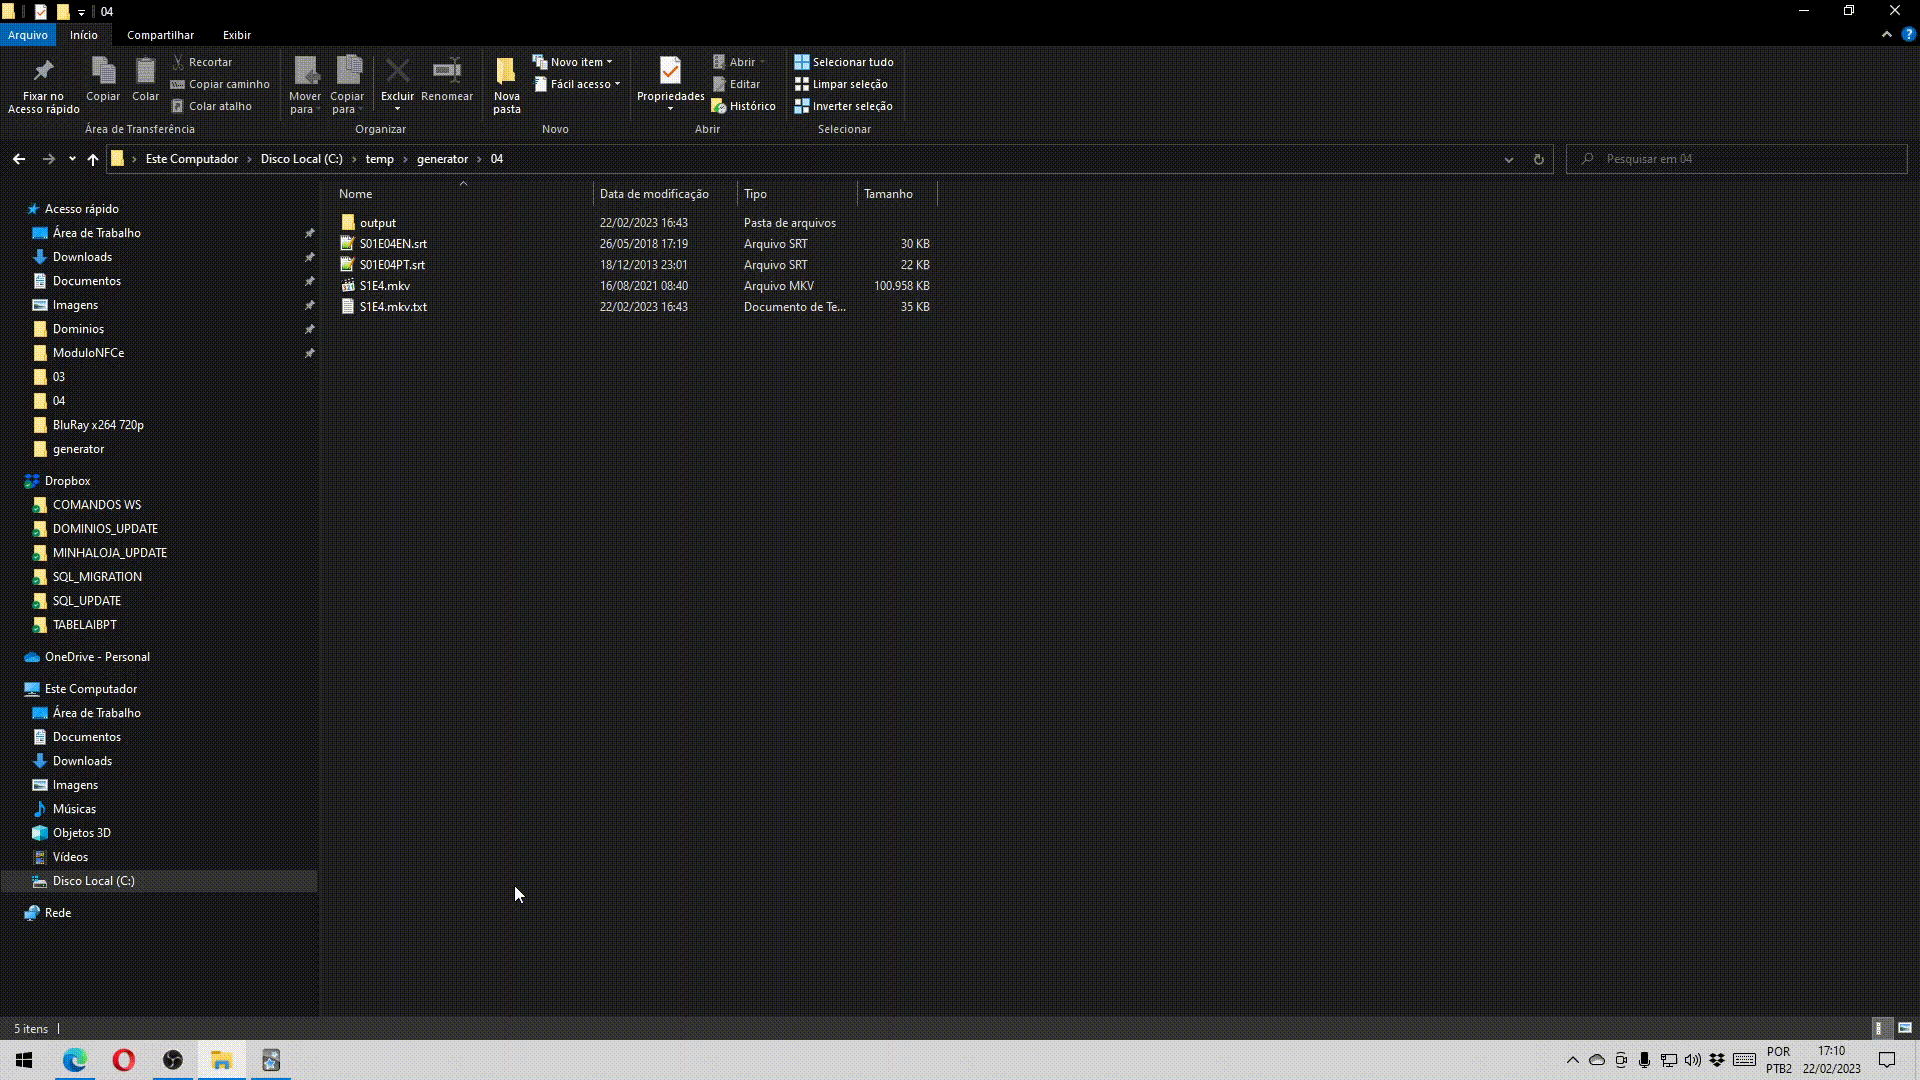 04
Arquivo Início Compartilhar Exibir
Fixar no Acesso rápido
Copiar
Colar
Recortar
Copiar caminho
Colar atalho
Área de Transferência
Mover para
Copiar para
Excluir
Renomear
Organizar
Nova pasta
Novo item
Fácil acesso
Novo
Propriedades
Abrir
Editar
Histórico
Abrir
Selecionar tudo
Limpar seleção
Inverter seleção
Selecionar
Este Computador › Disco Local (C:) › temp › generator › 04
Pesquisar em 04
Acesso rápido
Área de Trabalho
Downloads
Documentos
Imagens
Dominios
ModuloNFCe
03
04
BluRay x264 720p
generator
Dropbox
COMANDOS WS
DOMINIOS_UPDATE
MINHALOJA_UPDATE
SQL_MIGRATION
SQL_UPDATE
TABELAIBPT
OneDrive - Personal
Este Computador
Área de Trabalho
Documentos
Downloads
Imagens
Músicas
Objetos 3D
Vídeos
Disco Local (C:)
Rede
Nome Data de modificação Tipo Tamanho
output 22/02/2023 16:43 Pasta de arquivos
S01E04EN.srt 26/05/2018 17:19 Arquivo SRT 30 KB
S01E04PT.srt 18/12/2013 23:01 Arquivo SRT 22 KB
S1E4.mkv 16/08/2021 08:40 Arquivo MKV 100.958 KB
S1E4.mkv.txt 22/02/2023 16:43 Documento de Te... 35 KB
5 itens
POR
PTB2
17:10
22/02/2023